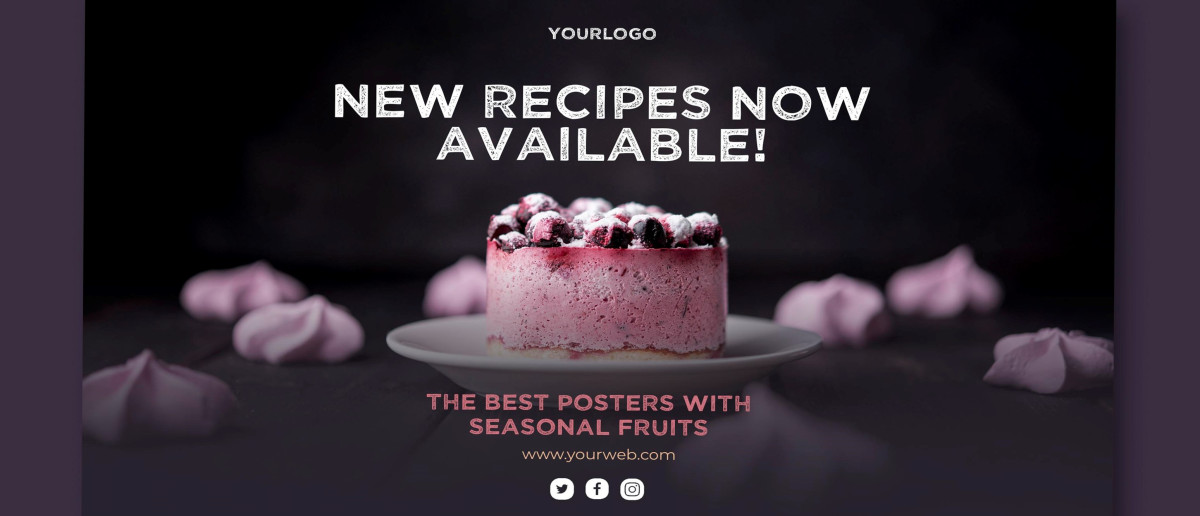 YOURLOGO
NEW RECIPES NOW
AVAILABLE!
THE BEST POSTERS WITH
SEASONAL FRUITS
www.yourweb.com